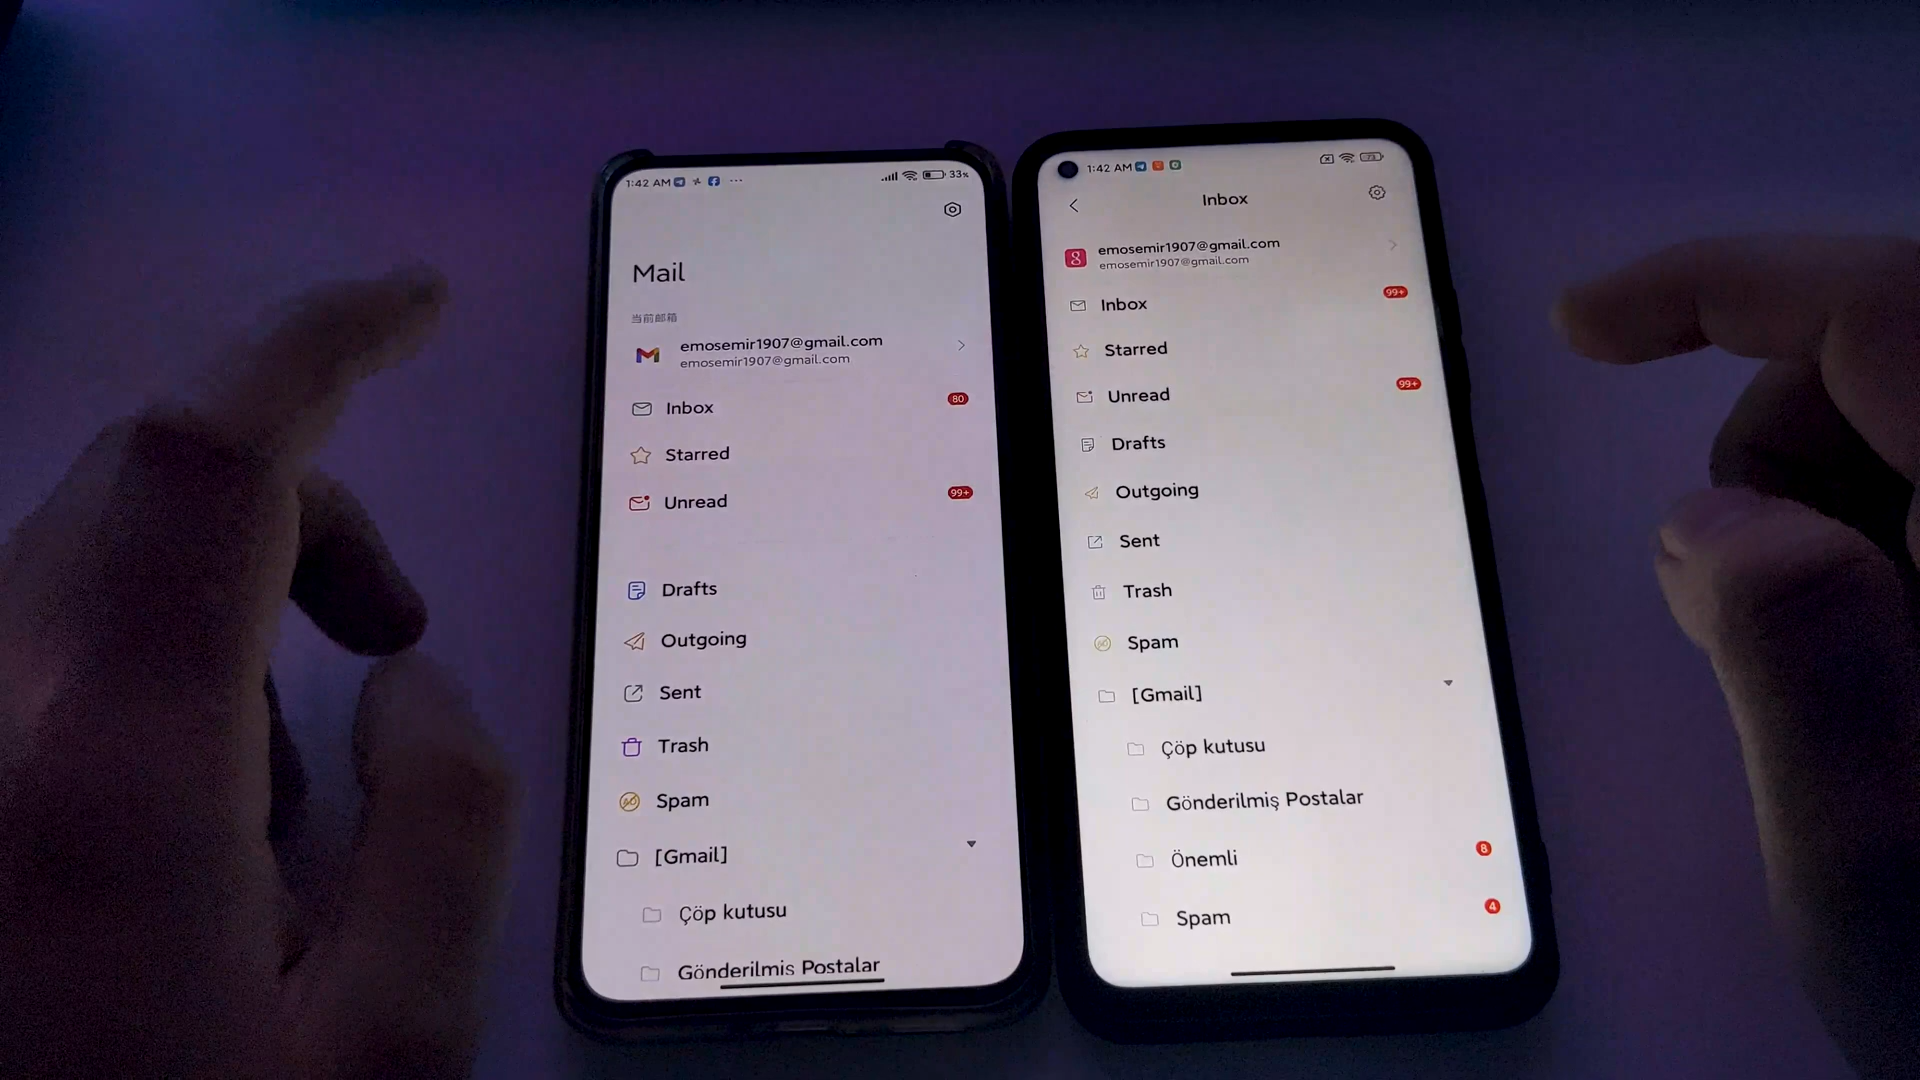 1:42 AM
33%
Mail
当前邮箱
emosemir1907@gmail.com
emosemir1907@gmail.com
Inbox
80
Starred
Unread
99+
Drafts
Outgoing
Sent
Trash
Spam
[Gmail]
Çöp kutusu
Gönderilmiş Postalar
1:42 AM
73
Inbox
emosemir1907@gmail.com
emosemir1907@gmail.com
Inbox
99+
Starred
Unread
99+
Drafts
Outgoing
Sent
Trash
Spam
[Gmail]
Çöp kutusu
Gönderilmiş Postalar
Önemli
8
Spam
4